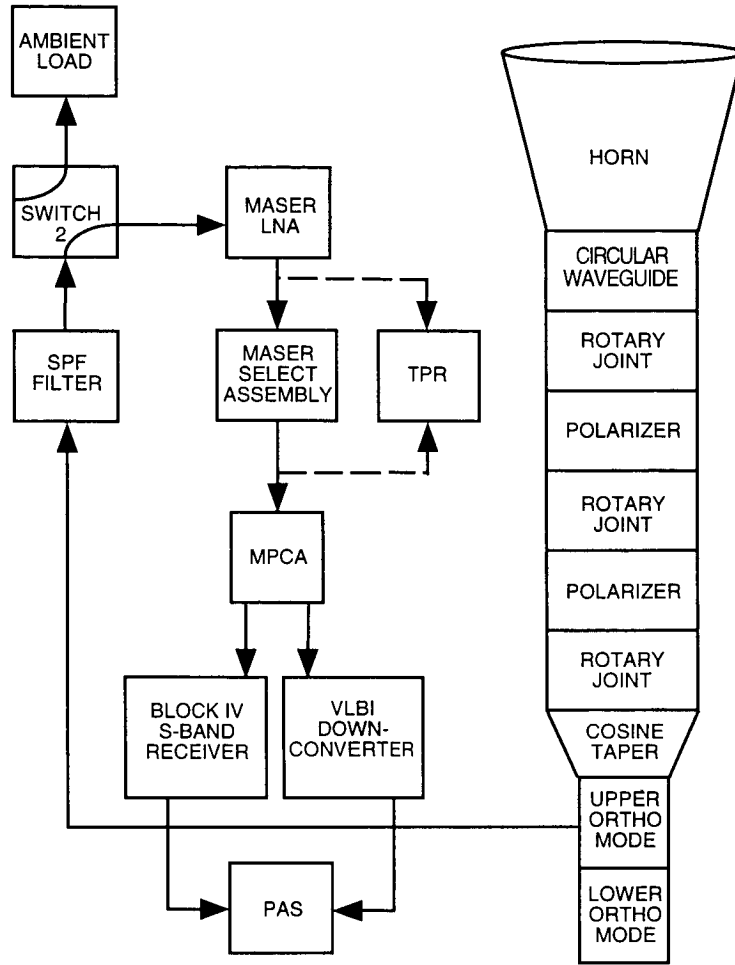 AMBIENT
LOAD
SWITCH
2
SPF
FILTER
MASER
LNA
MASER
SELECT
ASSEMBLY
TPR
MPCA
BLOCK IV
S-BAND
RECEIVER
VLBI
DOWN-
CONVERTER
PAS
HORN
CIRCULAR
WAVEGUIDE
ROTARY
JOINT
POLARIZER
ROTARY
JOINT
POLARIZER
ROTARY
JOINT
COSINE
TAPER
UPPER
ORTHO
MODE
LOWER
ORTHO
MODE